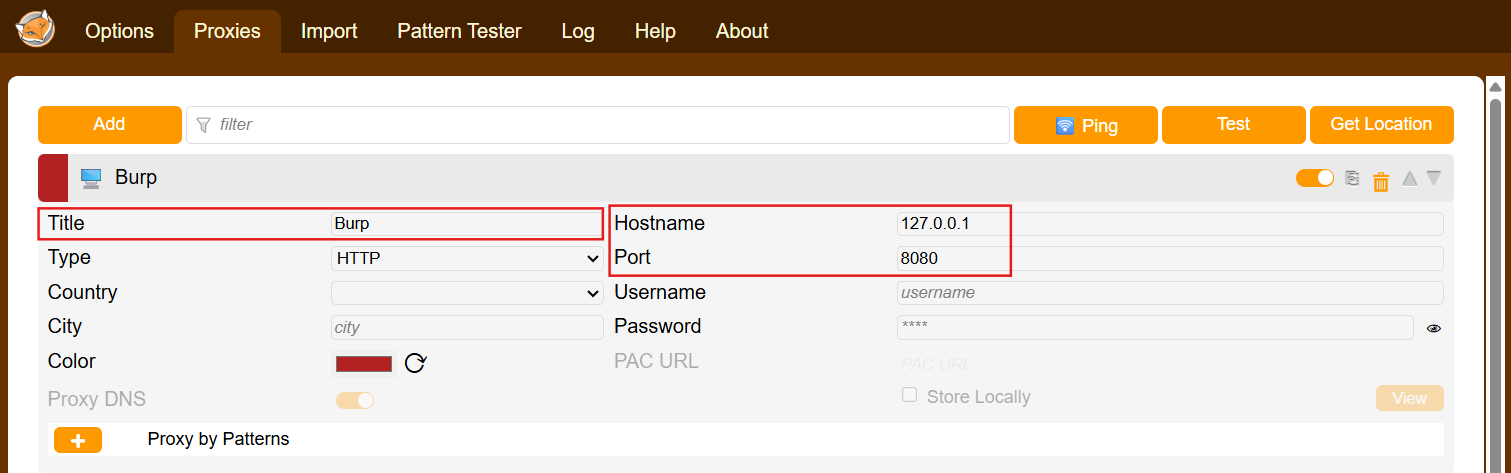 Options Proxies Import Pattern Tester Log Help About
Add filter Ping Test Get Location
Burp
Title Burp Hostname 127.0.0.1
Type HTTP Port 8080
Country Username username
City city Password ****
Color PAC URL PAC URL
Proxy DNS Store Locally View
Proxy by Patterns